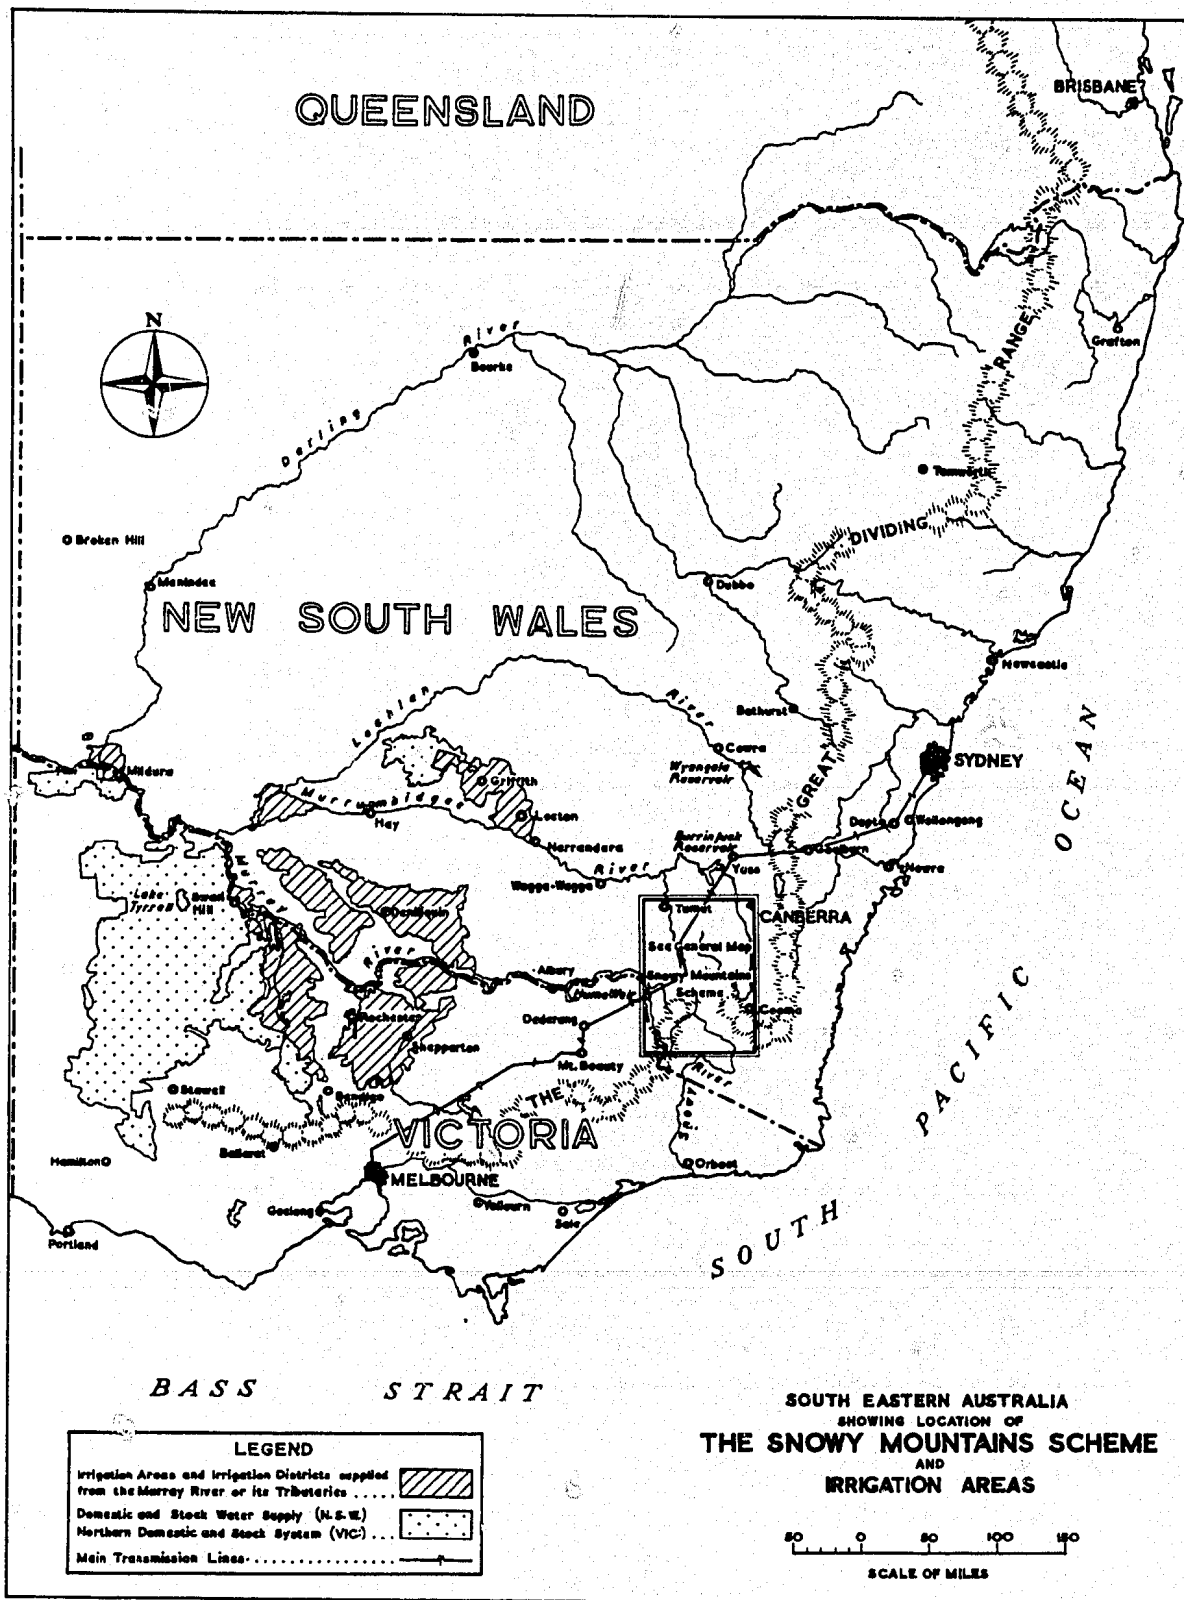 QUEENSLAND
BRISBANE
N
Darling River
Bourke
Grafton
RANGE
Tamworth
DIVIDING
Broken Hill
Menindee
Dubbo
NEW SOUTH WALES
Newcastle
Lachlan River
Bathurst
Cowra
Wyangala
Reservoir
SYDNEY
Mildura
Griffith
GREAT
Murrumbidgee
Hay
Leeton
Dapto
Wollongong
Narrandera
Burrinjuck
Reservoir
Goulburn
Yass
Nowra
River
Wagga-Wagga
Murray
Lake
Tyrrell
Swan
Hill
Deniliquin
Tumut
CANBERRA
See General Map
River
Albury
Hume Weir
Snowy Mountains
Scheme
Cooma
Rochester
Dederang
Shepparton
Mt. Beauty
Stawell
Bendigo
THE
Snowy River
VICTORIA
Ballarat
Hamilton
Orbost
MELBOURNE
Yallourn
Sale
Geelong
Portland
SOUTH PACIFIC OCEAN
BASS STRAIT
SOUTH EASTERN AUSTRALIA
SHOWING LOCATION OF
THE SNOWY MOUNTAINS SCHEME
AND
IRRIGATION AREAS
LEGEND
Irrigation Areas and Irrigation Districts supplied
from the Murray River or its Tributaries .....
Domestic and Stock Water Supply (N.S.W.)
Northern Domestic and Stock System (VIC.) ...
Main Transmission Lines................
50 0 50 100 150
SCALE OF MILES